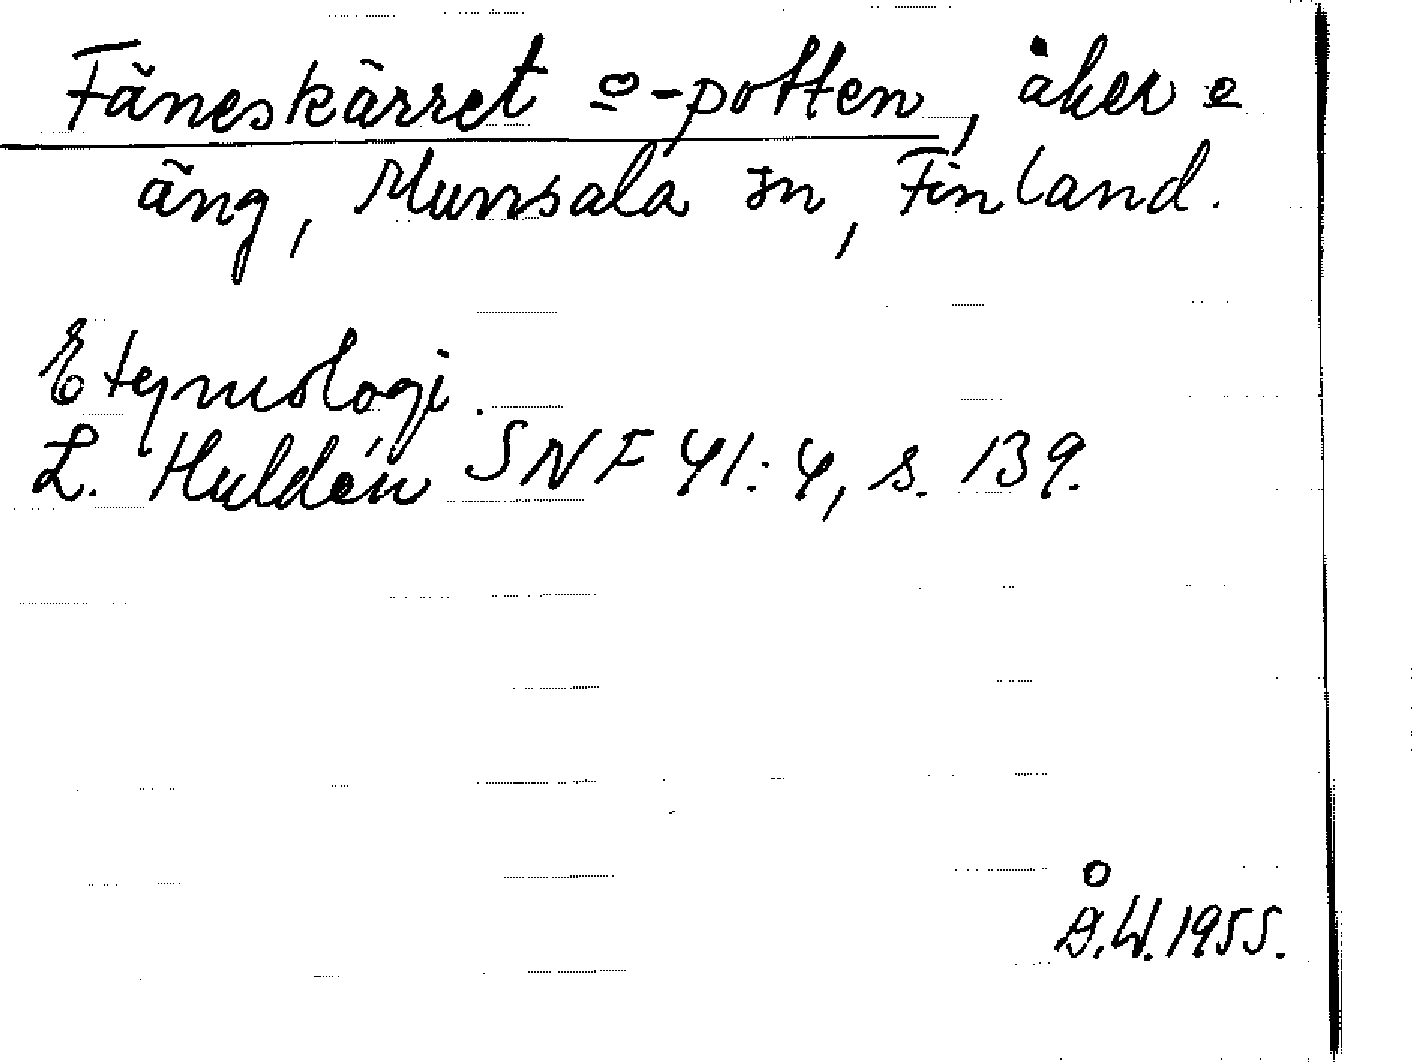 Fäneskärret o -potten, åker o
äng, Munsala sn, Finland.
Etymologi.
L. Huldén SNF 41:4, s. 139.
Å.W. 1955.